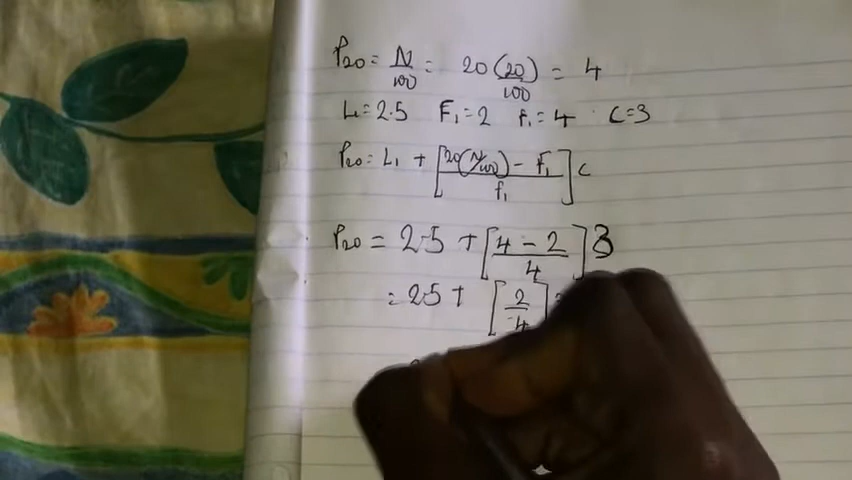 P₂₀ = N/100 = 20(20/100) = 4
L₁=2.5 F₁=2 f₁=4 C=3
P₂₀ = L₁ + [20(N/100) - F₁ / f₁] c
P₂₀ = 2.5 + [4 - 2 / 4] 3
= 2.5 + [2/4]